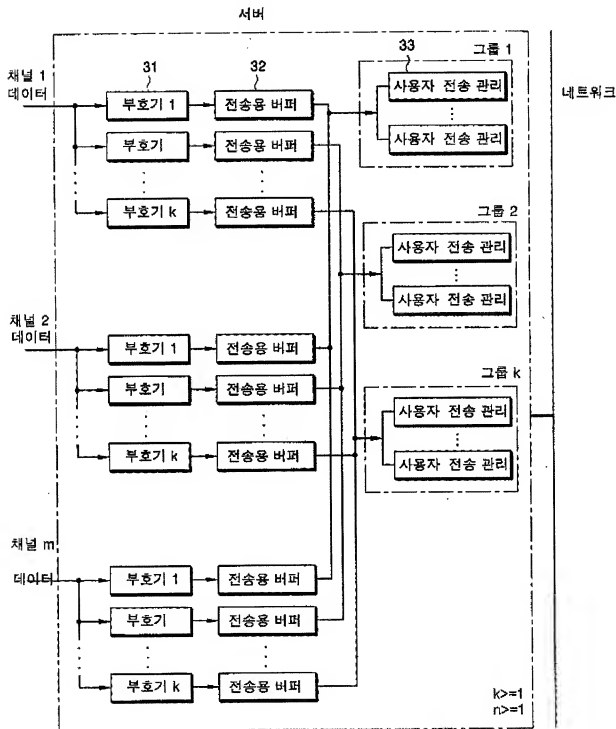 서버
그룹 1
채널 1
데이터
31
32
33
네트워크
부호기 1
전송용 버퍼
사용자 전송 관리
부호기
전송용 버퍼
사용자 전송 관리
부호기 k
전송용 버퍼
그룹 2
사용자 전송 관리
사용자 전송 관리
채널 2
데이터
부호기 1
전송용 버퍼
부호기
전송용 버퍼
부호기 k
전송용 버퍼
그룹 k
사용자 전송 관리
사용자 전송 관리
채널 m
데이터
부호기 1
전송용 버퍼
부호기
전송용 버퍼
부호기 k
전송용 버퍼
k>=1
n>=1